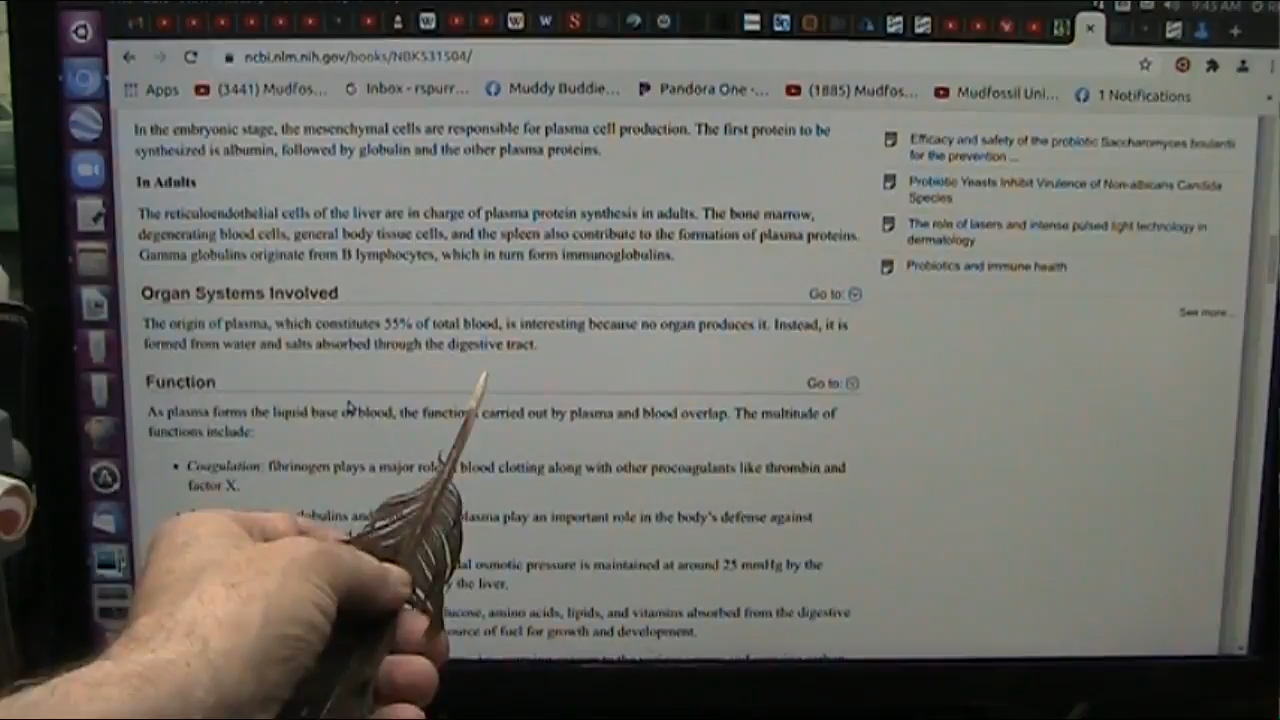 9:45 AM
ncbi.nlm.nih.gov/books/NBK531504/
Apps (3441) Mudfos... Inbox - rspurr... Muddy Buddie... Pandora One -... (1885) Mudfos... Mudfossil Uni... 1 Notifications
In the embryonic stage, the mesenchymal cells are responsible for plasma cell production. The first protein to be
synthesized is albumin, followed by globulin and the other plasma proteins.
In Adults
The reticuloendothelial cells of the liver are in charge of plasma protein synthesis in adults. The bone marrow,
degenerating blood cells, general body tissue cells, and the spleen also contribute to the formation of plasma proteins.
Gamma globulins originate from B lymphocytes, which in turn form immunoglobulins.
Organ Systems Involved Go to:
The origin of plasma, which constitutes 55% of total blood, is interesting because no organ produces it. Instead, it is
formed from water and salts absorbed through the digestive tract.
Function Go to:
As plasma forms the liquid base of blood, the function carried out by plasma and blood overlap. The multitude of
functions include:
• Coagulation: fibrinogen plays a major role blood clotting along with other procoagulants like thrombin and
factor X.
globulins and plasma play an important role in the body's defense against
osmotic pressure is maintained at around 25 mmHg by the
the liver.
amino acids, lipids, and vitamins absorbed from the digestive
source of fuel for growth and development.
Efficacy and safety of the probiotic Saccharomyces boulardii
for the prevention ...
Probiotic Yeasts Inhibit Virulence of Non-albicans Candida
Species
The role of lasers and intense pulsed light technology in
dermatology
Probiotics and immune health
See more...